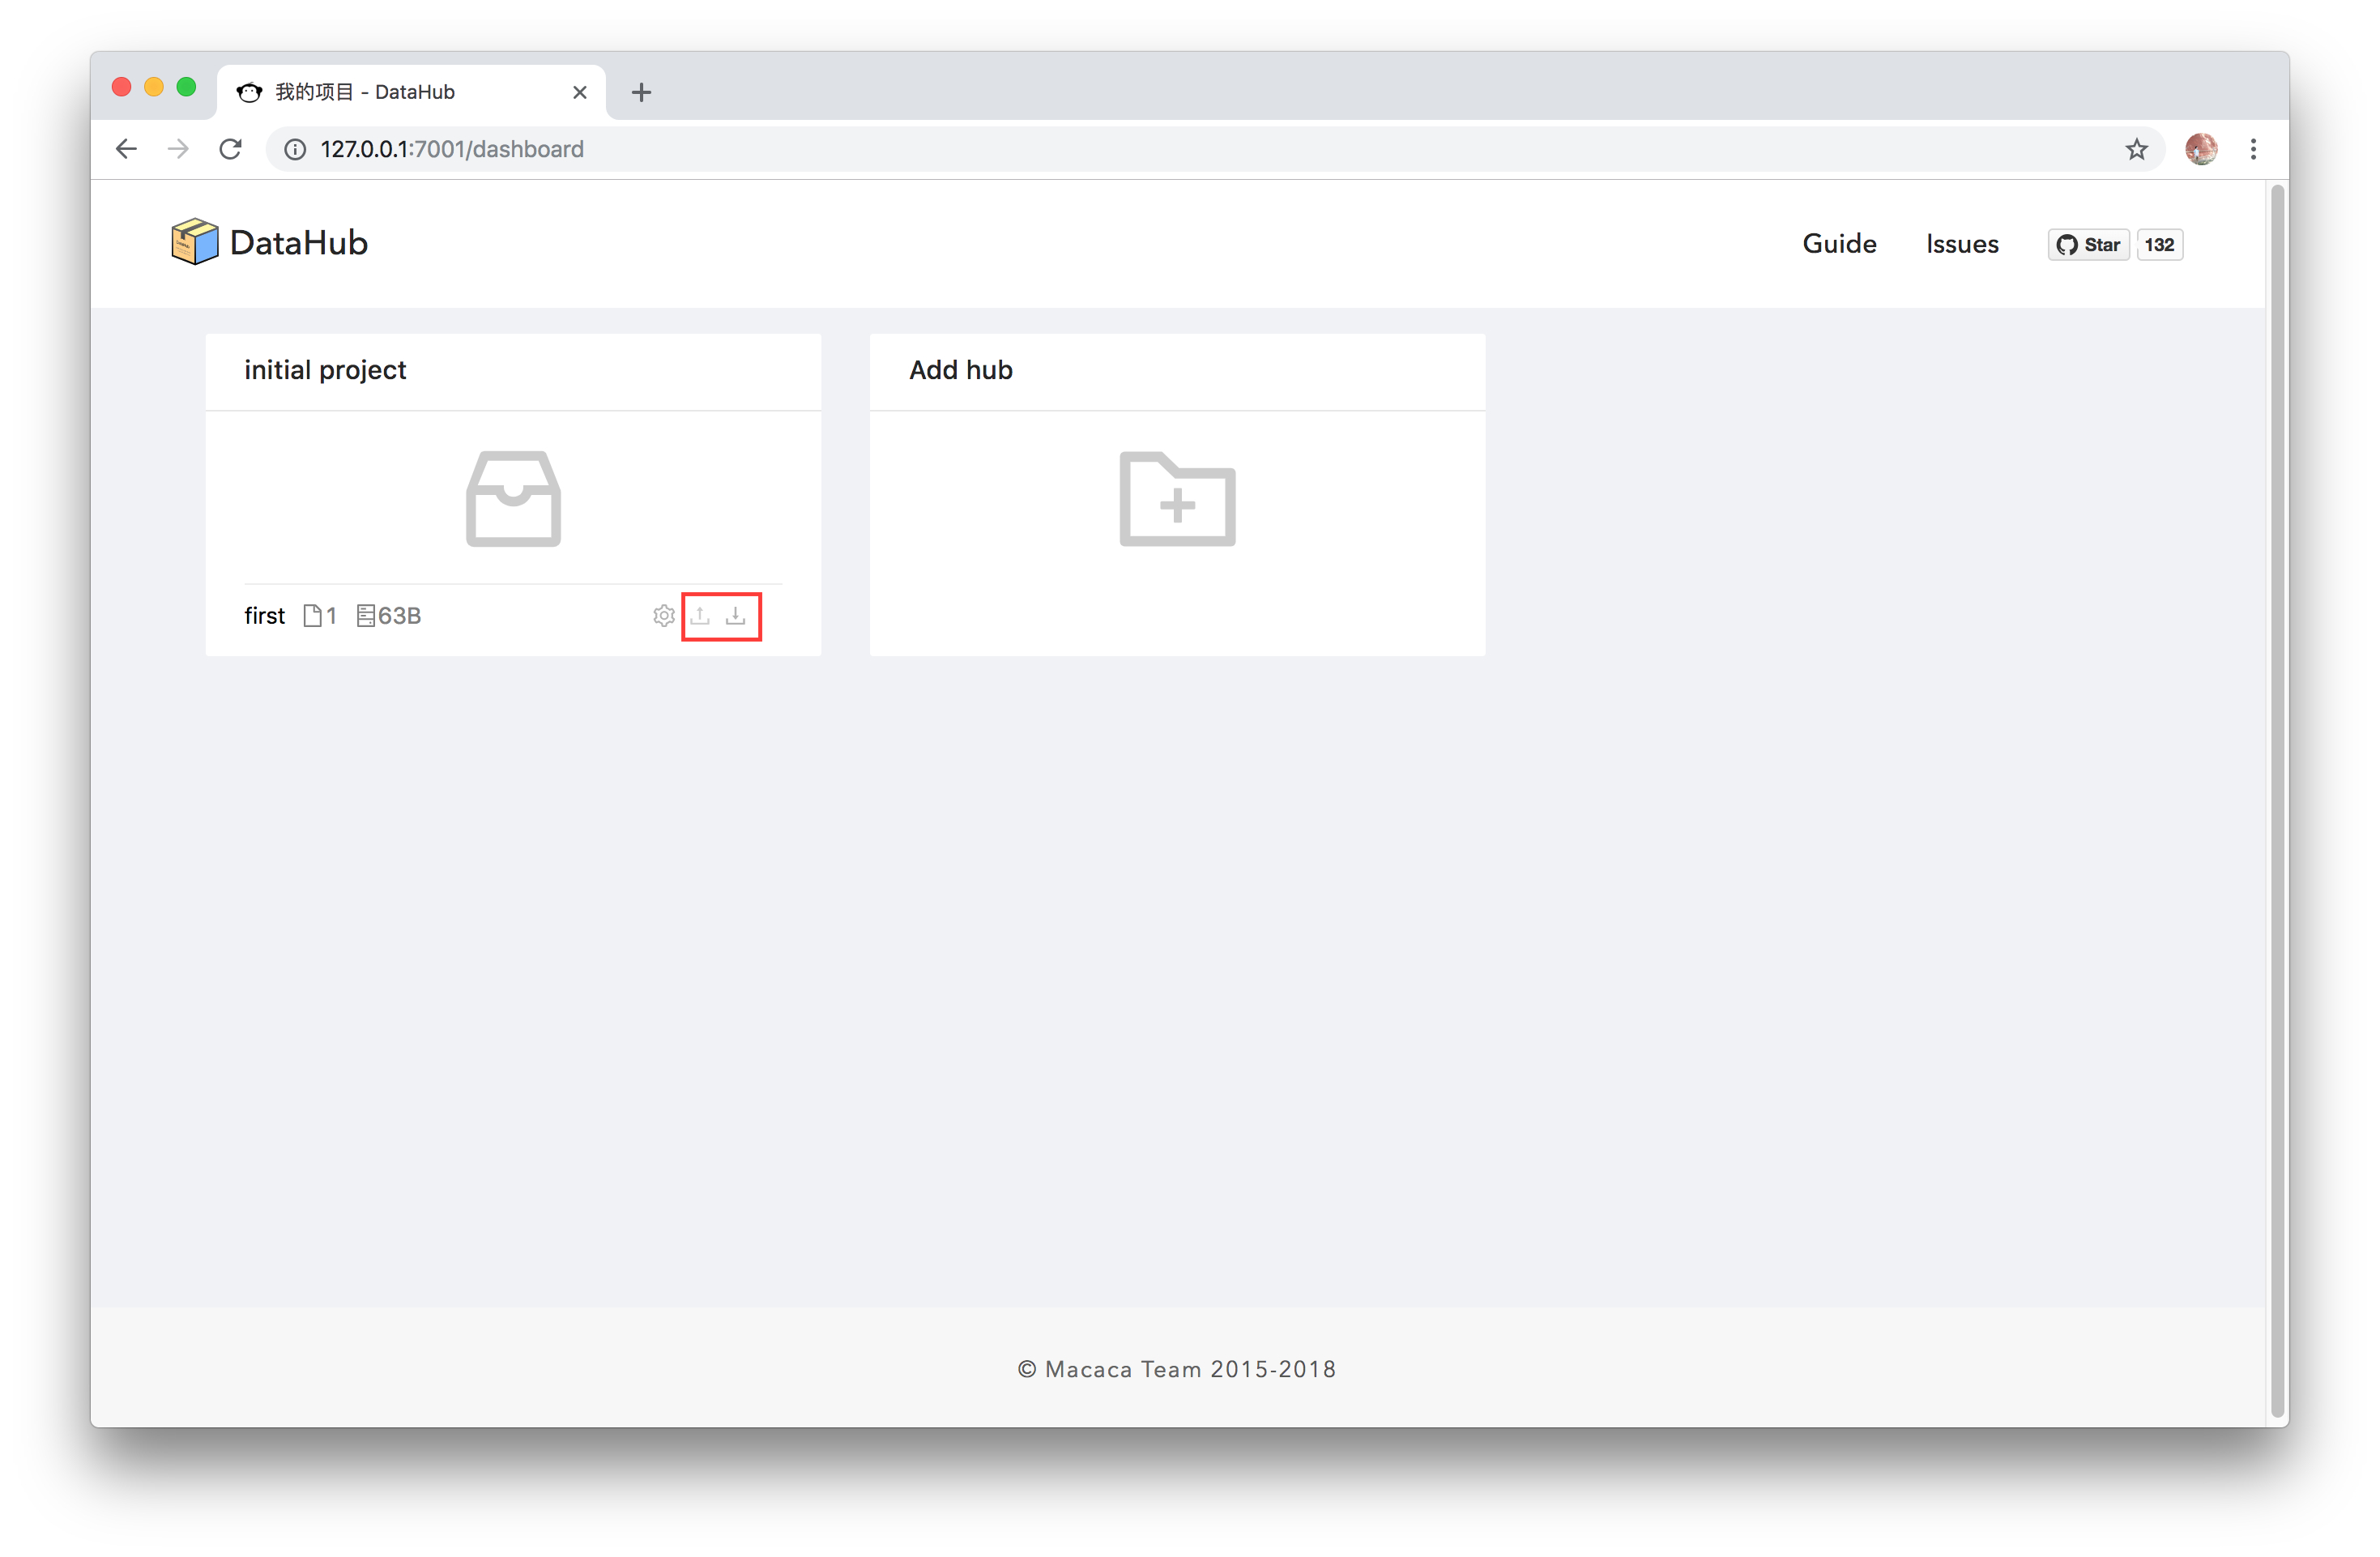 我的项目 - DataHub
127.0.0.1:7001/dashboard
DataHub
Guide
Issues
Star
132
initial project
Add hub
first
1
63B
© Macaca Team 2015-2018